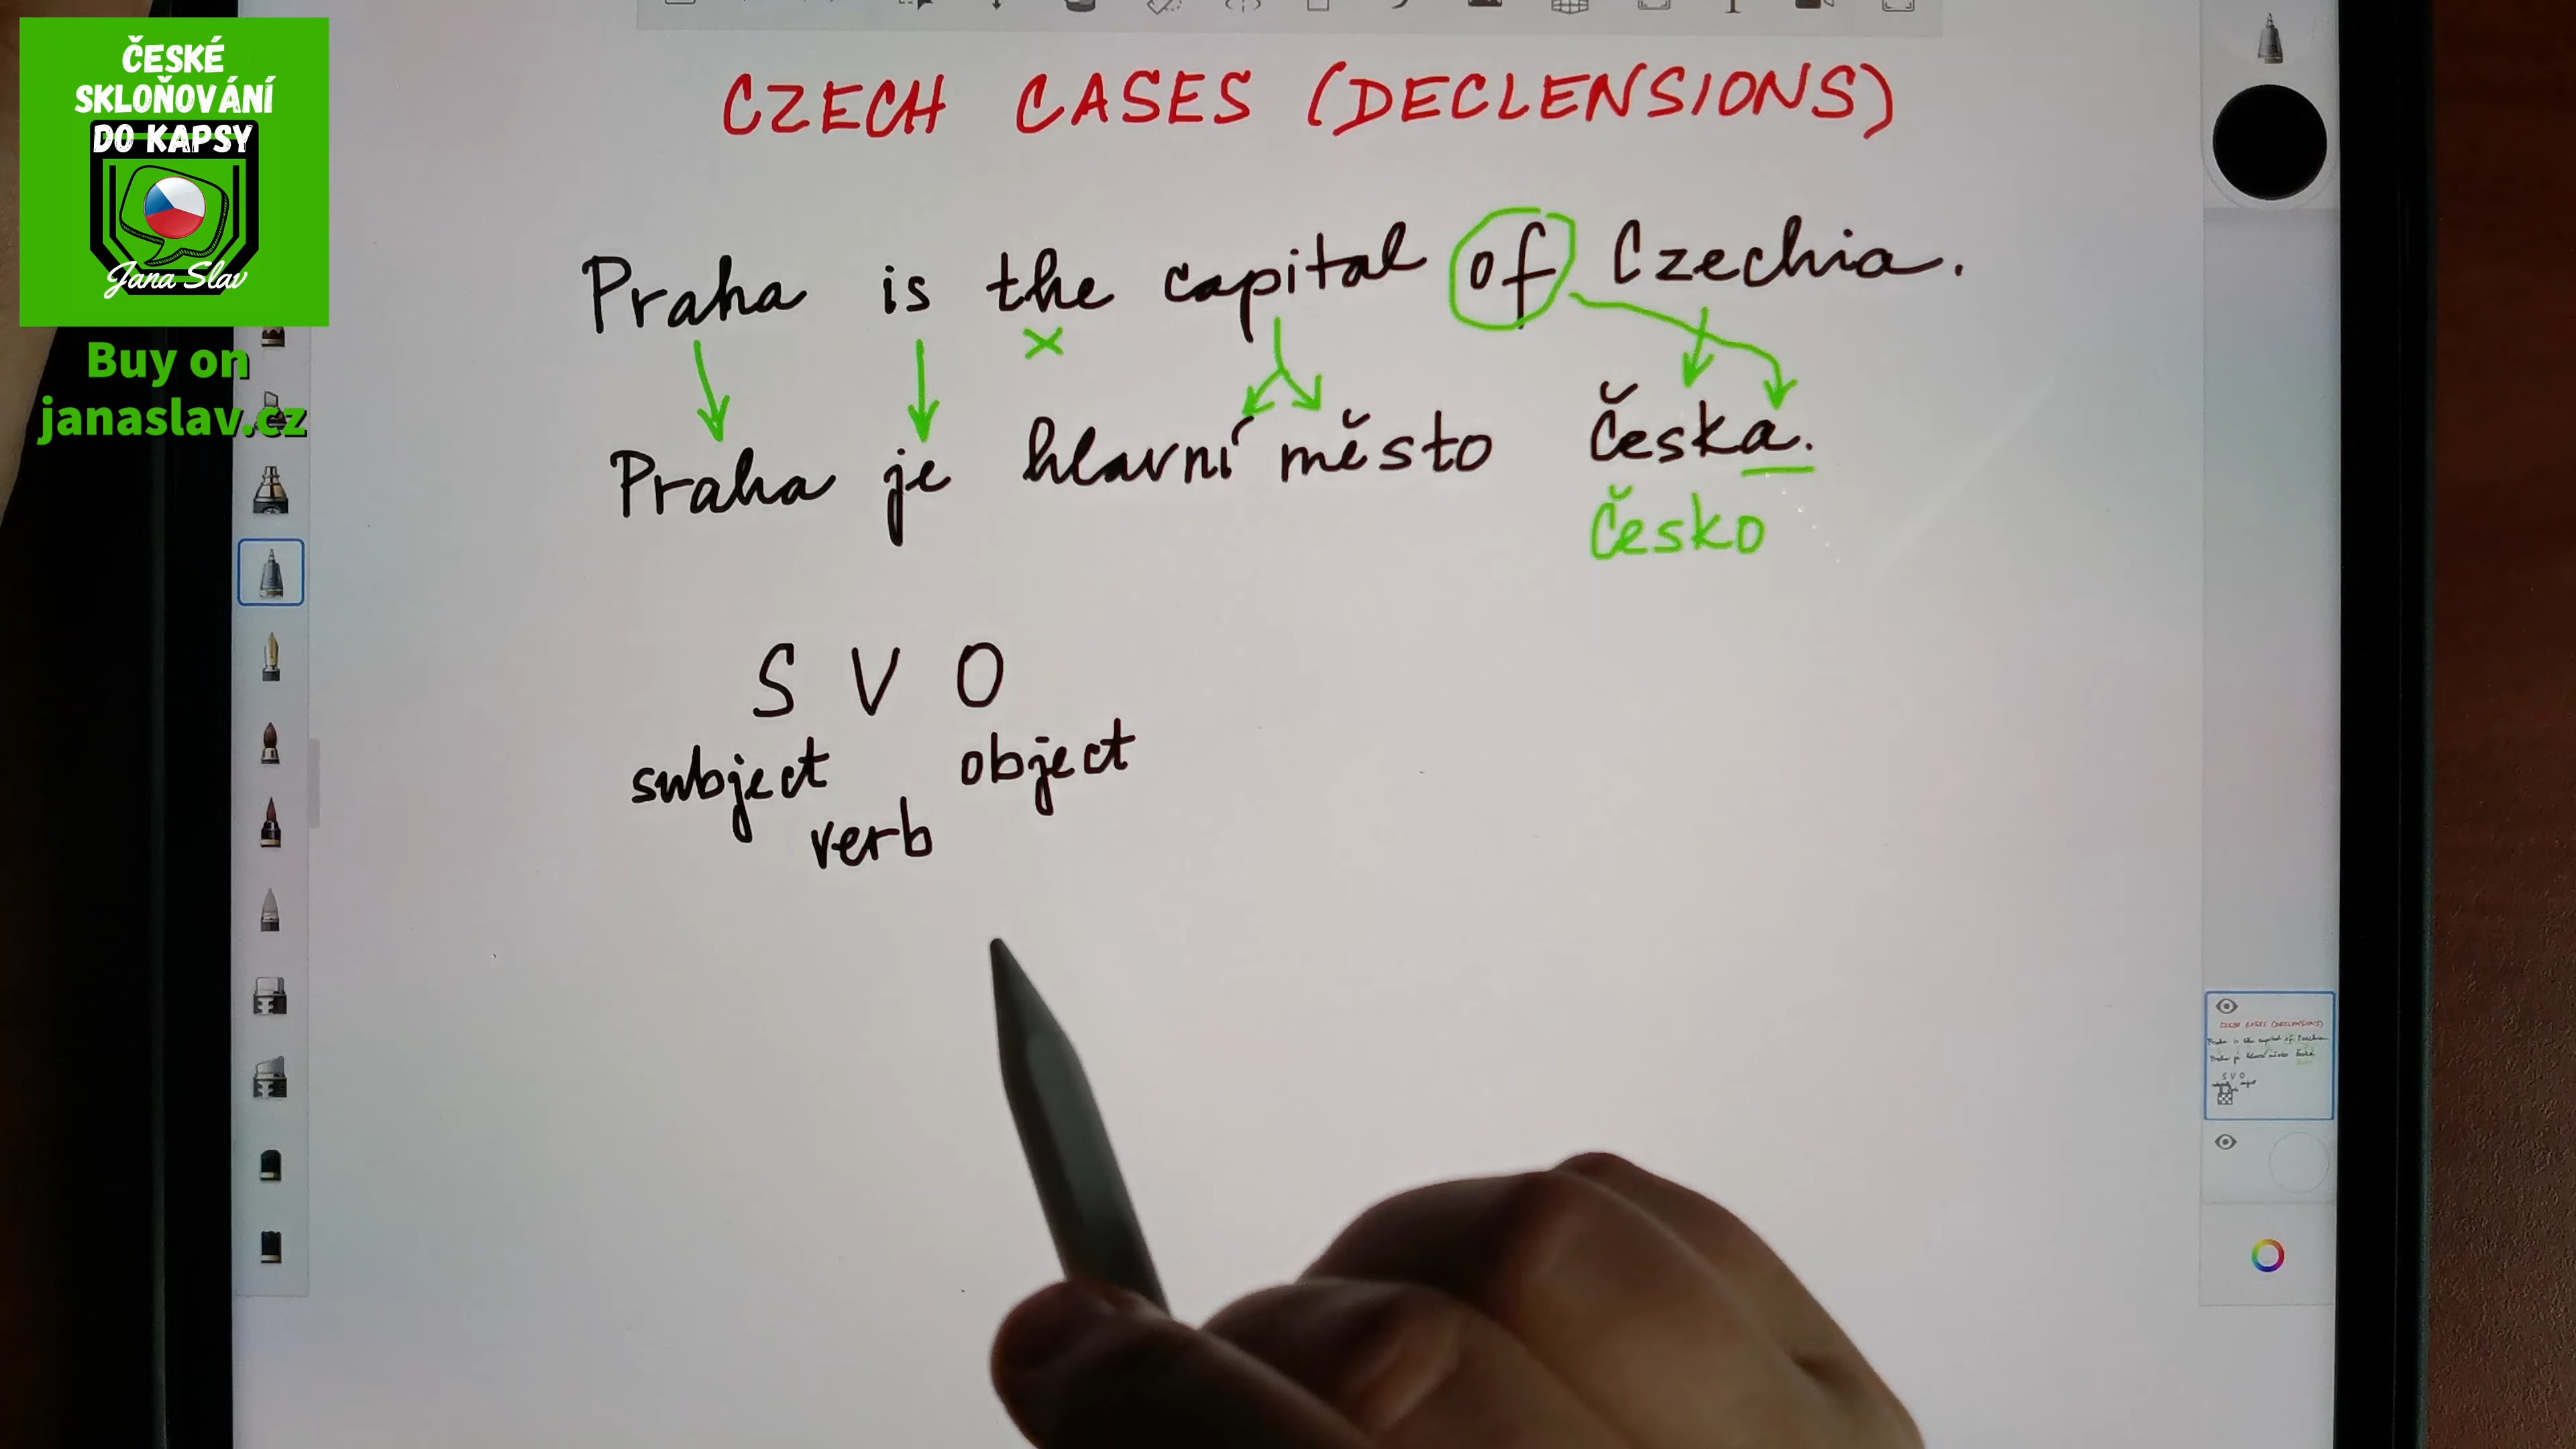 ČESKÉ
SKLOŇOVÁNÍ
DO KAPSY
Jana Slav
Buy on
janaslav.cz
CZECH CASES (DECLENSIONS)
Praha is the capital of Czechia.
x
Praha je hlavní město Česka.
Česko
S V O
subject object
verb